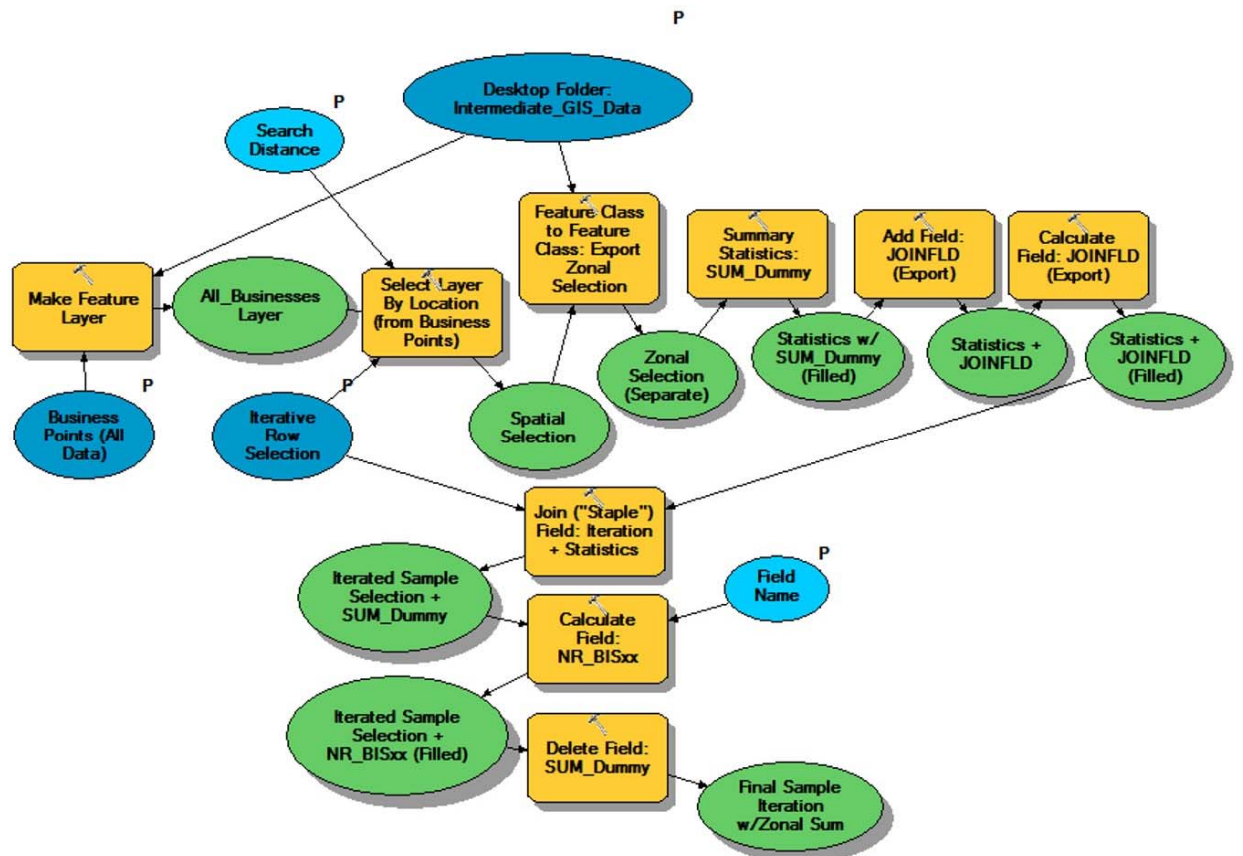 P
Desktop Folder:
Intermediate_GIS_Data
P
Search
Distance
Feature Class
to Feature
Class: Export
Zonal
Selection
Summary
Statistics:
SUM_Dummy
Add Field:
JOINFLD
(Export)
Calculate
Field: JOINFLD
(Export)
Make Feature
Layer
All_Businesses
Layer
Select Layer
By Location
(from Business
Points)
Zonal
Selection
(Separate)
Statistics w/
SUM_Dummy
(Filled)
Statistics +
JOINFLD
Statistics +
JOINFLD
(Filled)
P
Business
Points (All
Data)
P
Iterative
Row
Selection
Spatial
Selection
Join ("Staple")
Field: Iteration
+ Statistics
P
Field
Name
Iterated Sample
Selection +
SUM_Dummy
Calculate
Field:
NR_BISxx
Iterated Sample
Selection +
NR_BISxx (Filled)
Delete Field:
SUM_Dummy
Final Sample
Iteration
w/Zonal Sum